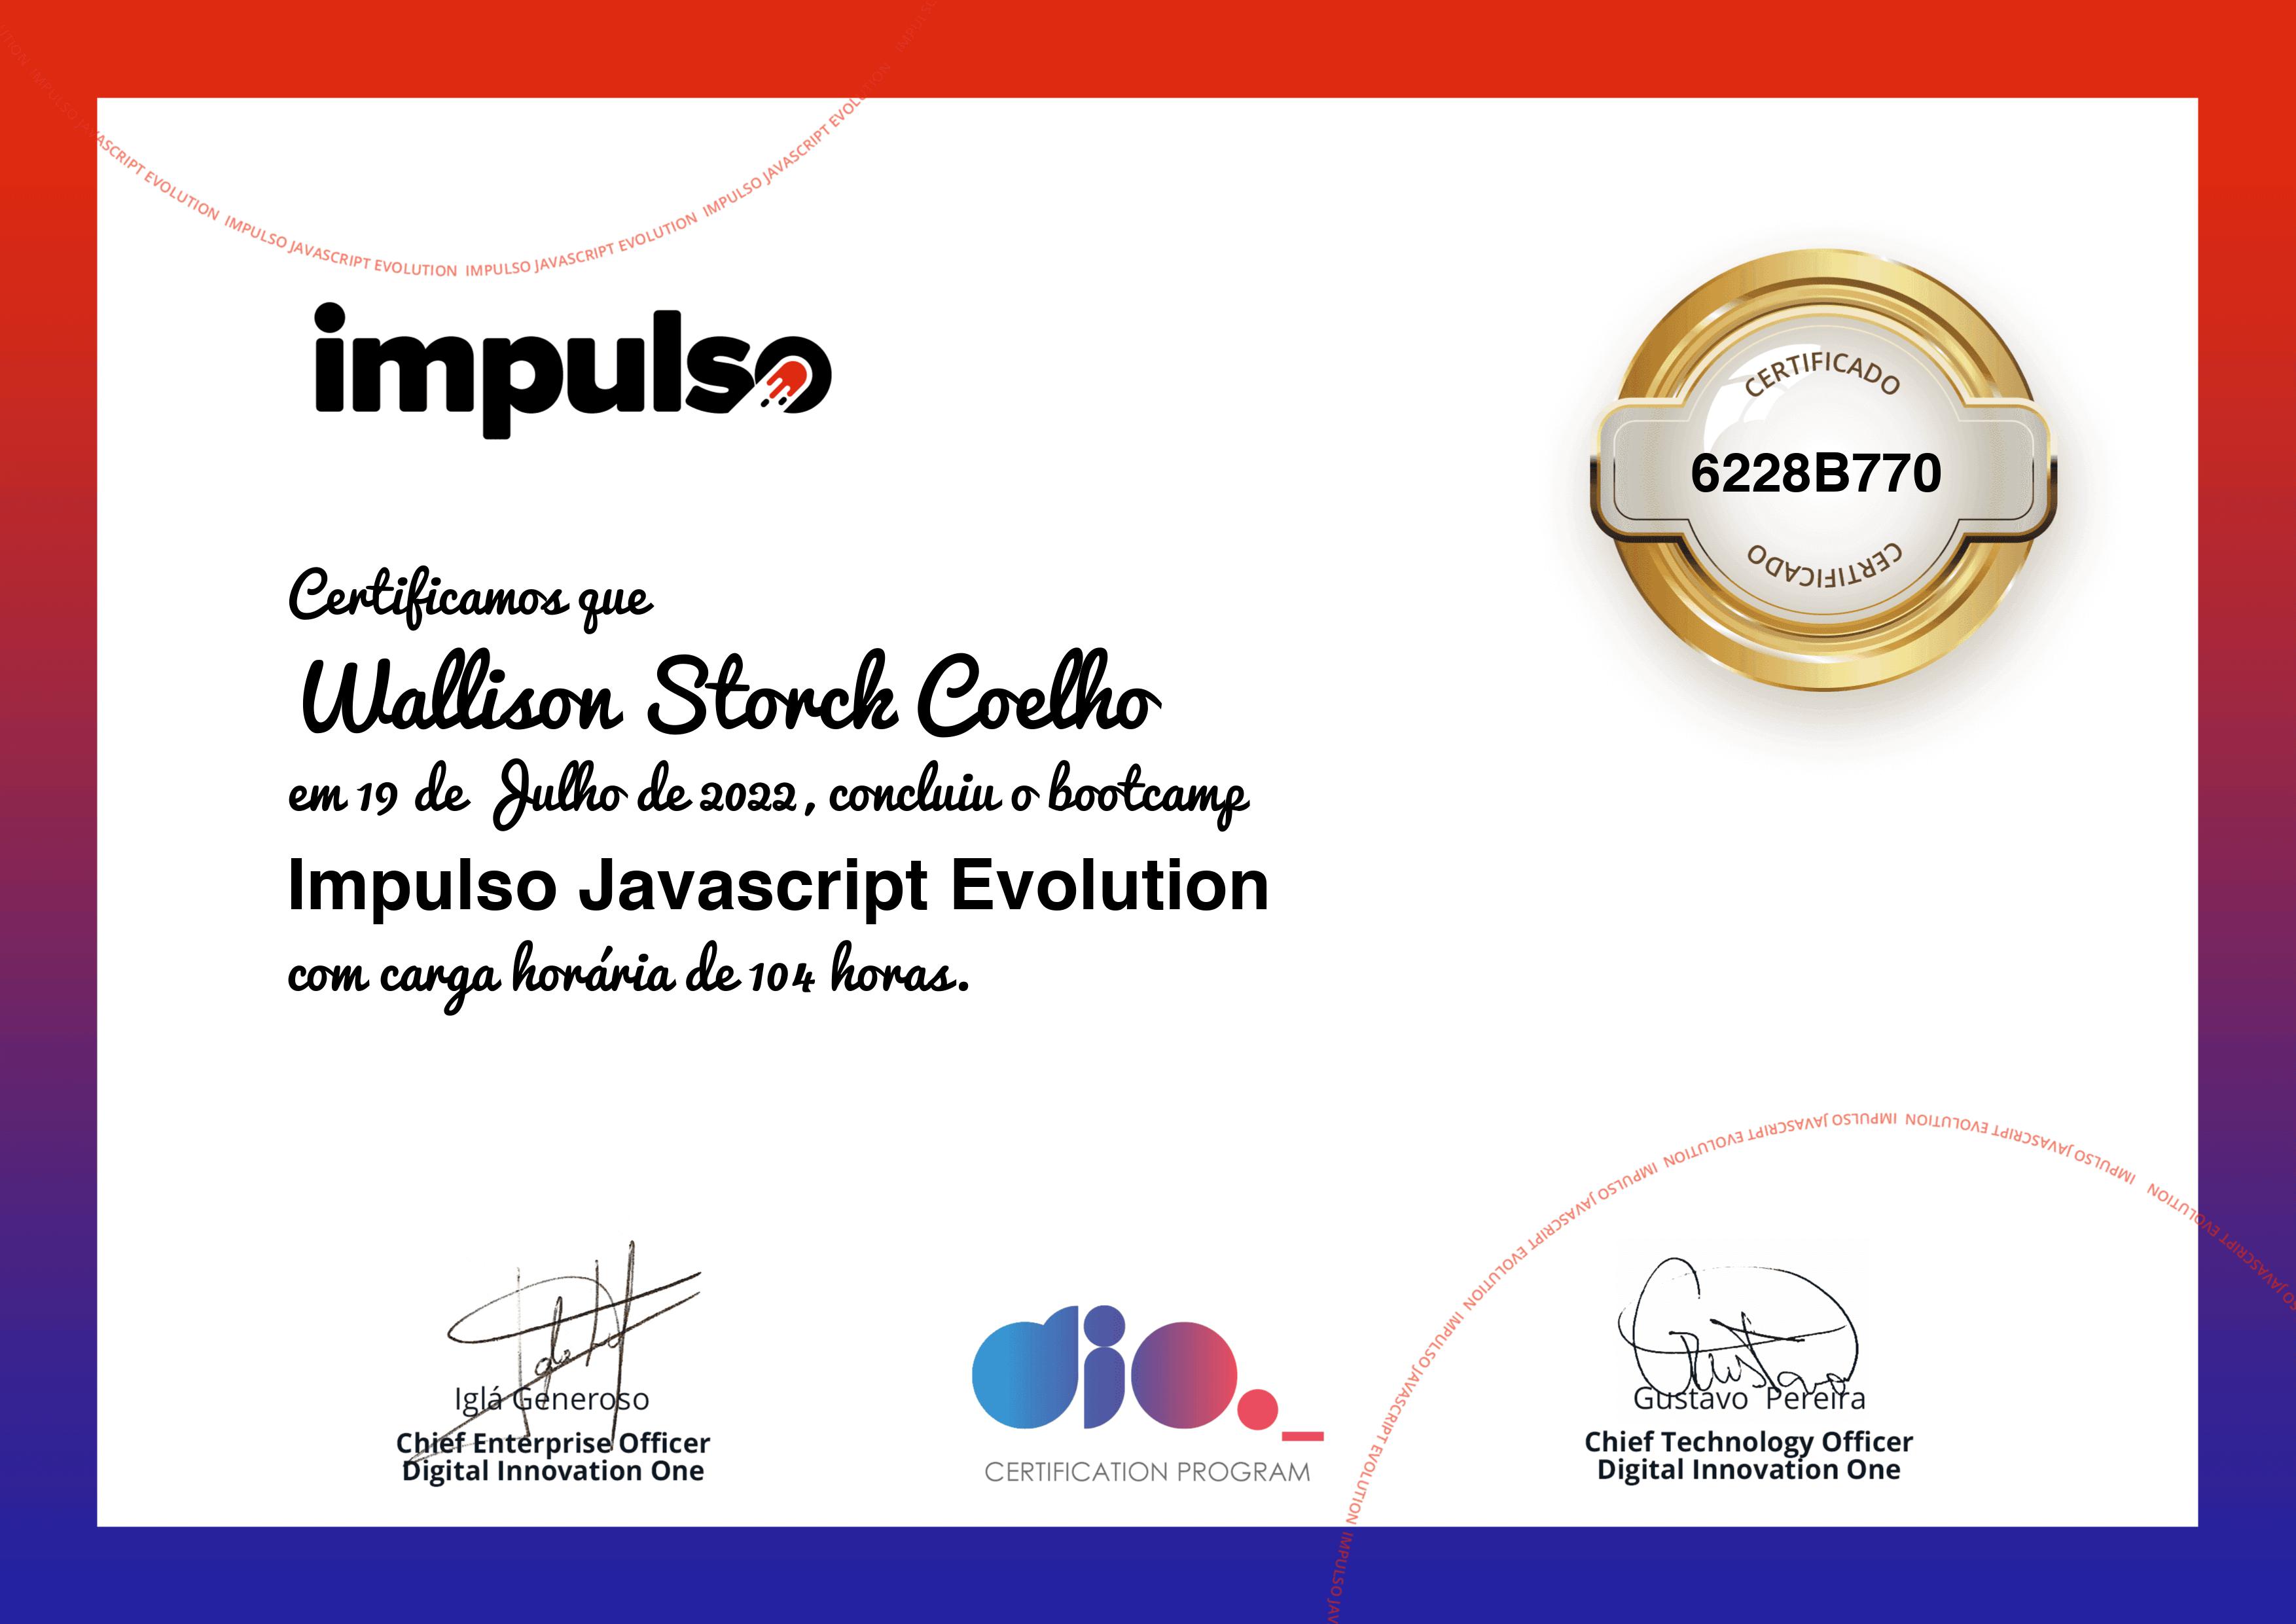 IMPULSO JAVASCRIPT EVOLUTION IMPULSO JAVASCRIPT EVOLUTION IMPULSO JAVASCRIPT EVOLUTION IMPULSO
impulso
CERTIFICADO
6228B770
CERTIFICADO
Certificamos que
Wallison Storck Coelho
em 19 de Julho de 2022, concluiu o bootcamp
Impulso Javascript Evolution
com carga horária de 104 horas.
IMPULSO JAVASCRIPT EVOLUTION IMPULSO JAVASCRIPT EVOLUTION IMPULSO JAVASCRIPT EVOLUTION IMPULSO JAVASCRIPT EVOLUTION IMPULSO JAVASCRIPT EVOLUTION
Iglá Generoso
Chief Enterprise Officer
Digital Innovation One
dio._
CERTIFICATION PROGRAM
Gustavo Pereira
Chief Technology Officer
Digital Innovation One